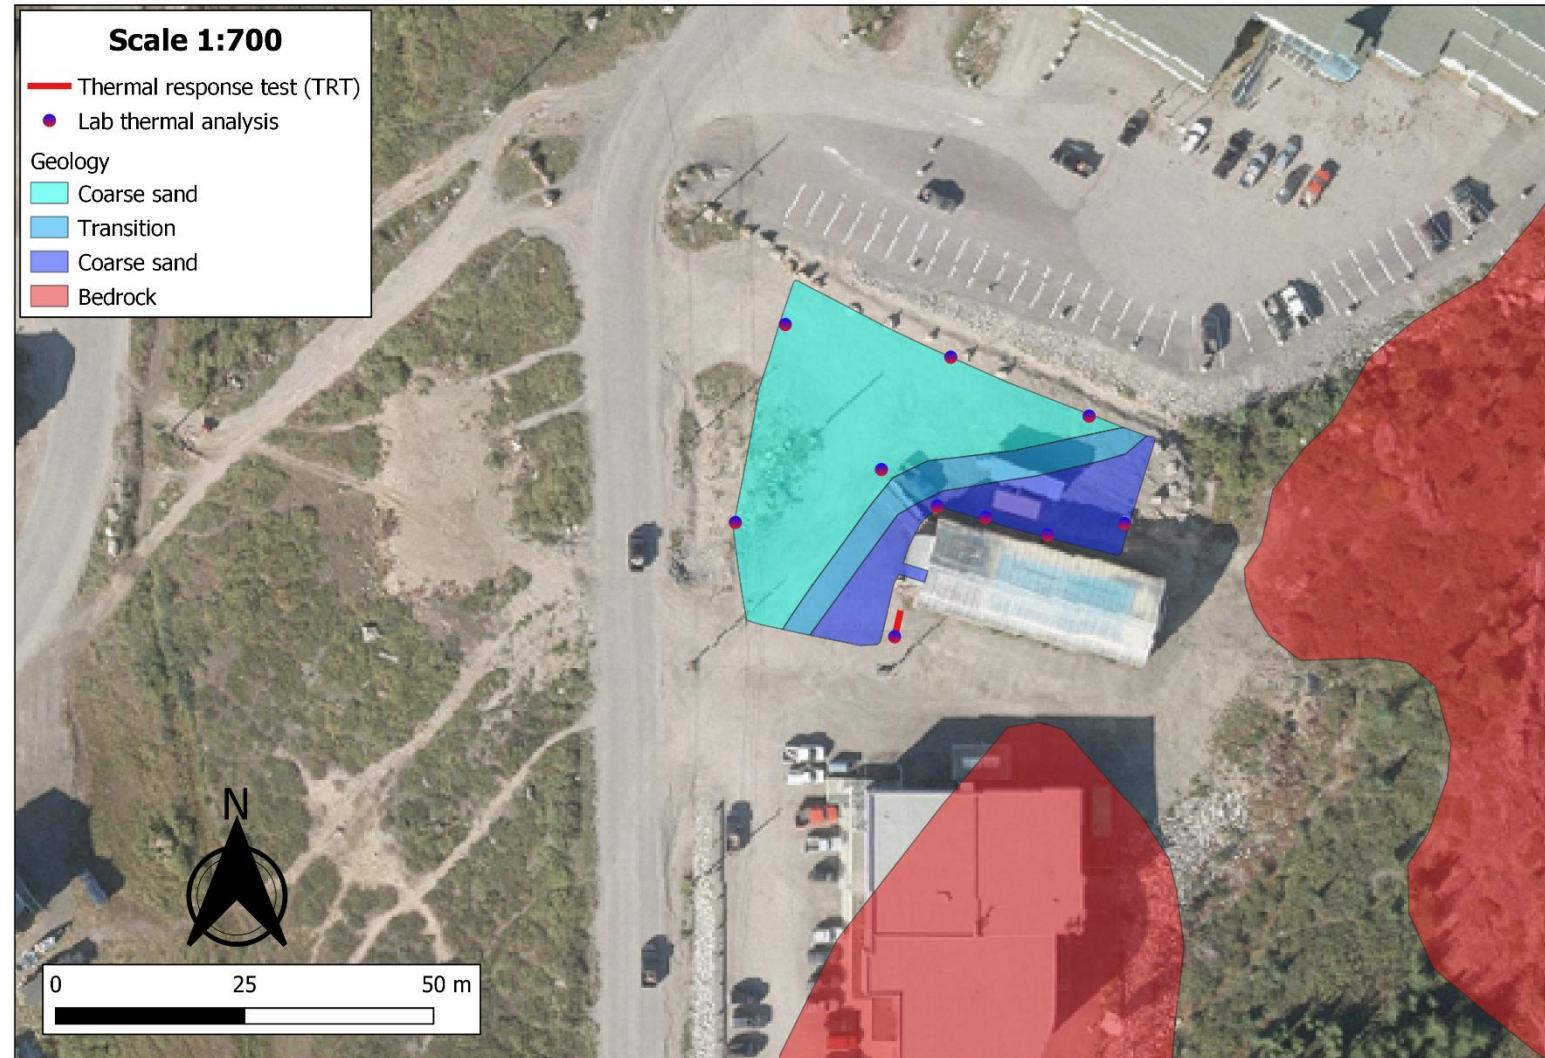 Scale 1:700
Thermal response test (TRT)
Lab thermal analysis
Geology
Coarse sand
Transition
Coarse sand
Bedrock
N
0 25 50 m